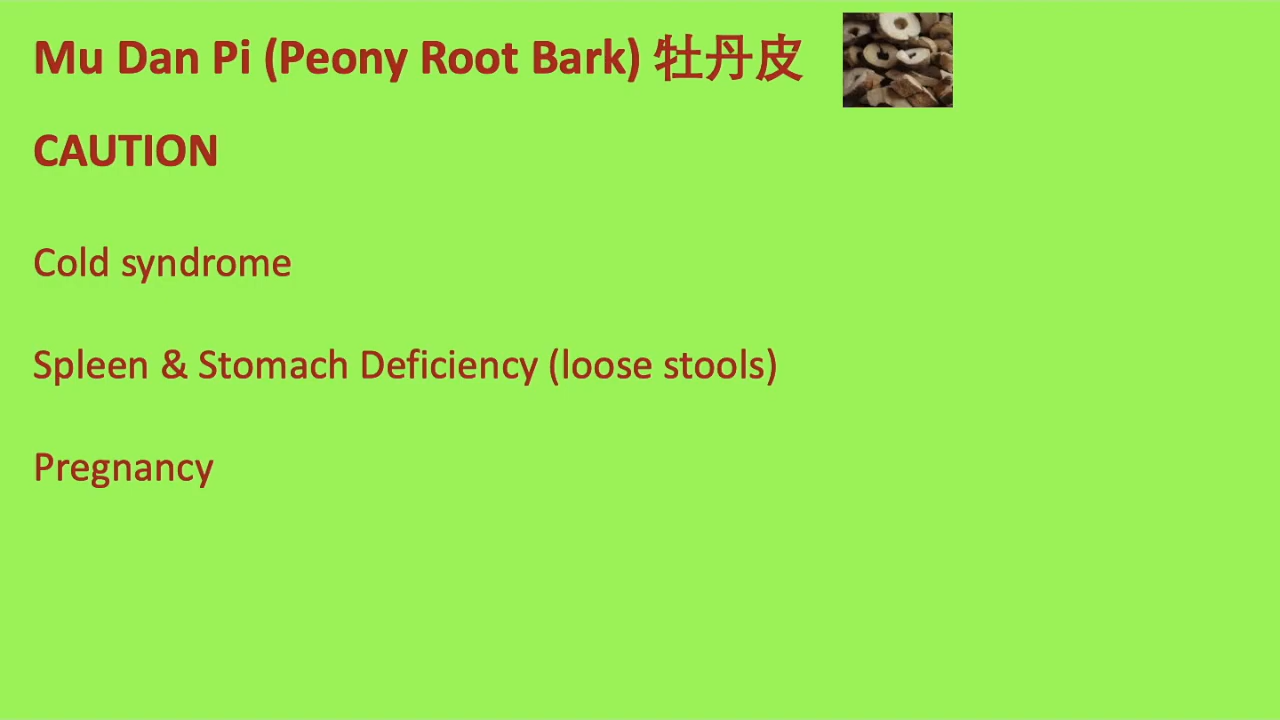 Mu Dan Pi (Peony Root Bark) 牡丹皮
CAUTION
Cold syndrome
Spleen & Stomach Deficiency (loose stools)
Pregnancy